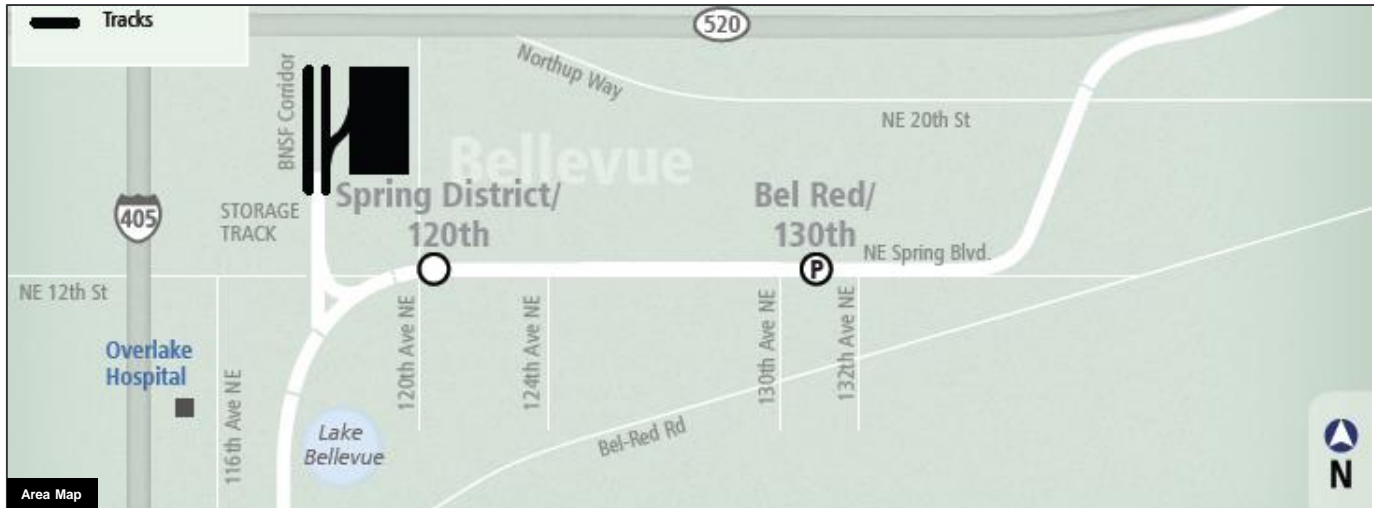 Tracks
520
BNSF Corridor
Northup Way
NE 20th St
Bellevue
405
STORAGE
TRACK
Spring District/
120th
Bel Red/
130th
P
NE Spring Blvd.
NE 12th St
Overlake
Hospital
116th Ave NE
120th Ave NE
124th Ave NE
130th Ave NE
132th Ave NE
Lake
Bellevue
Bel-Red Rd
N
Area Map